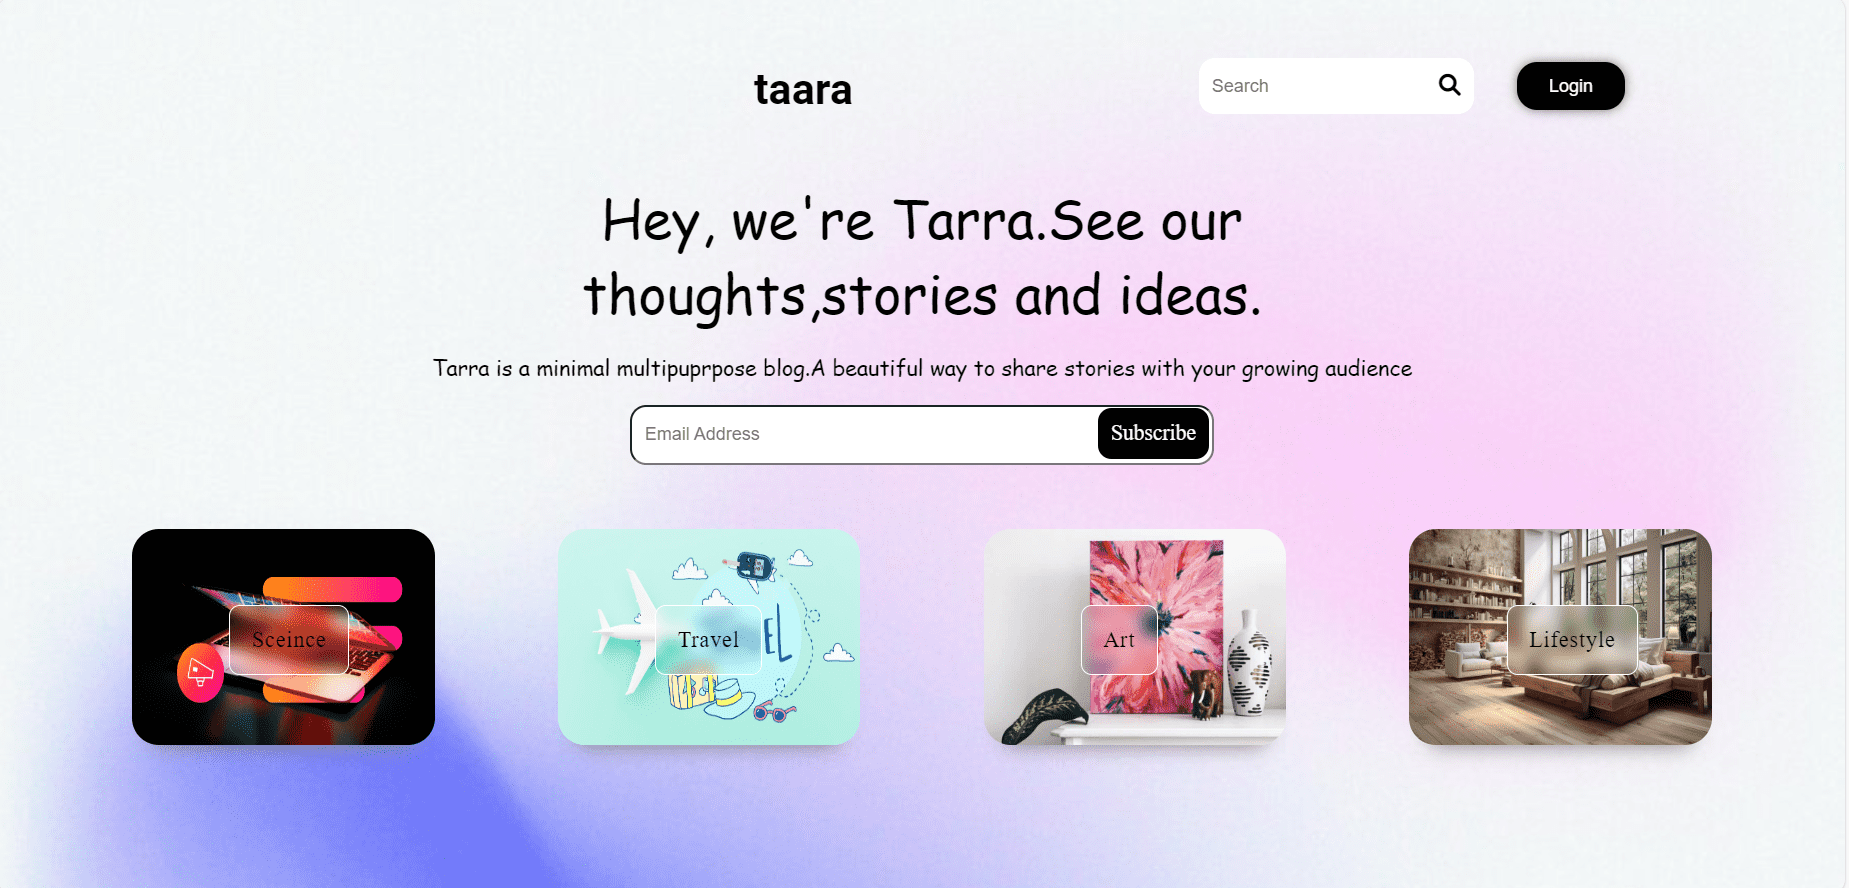 taara
Search
Login
Hey, we're Tarra.See our
thoughts,stories and ideas.
Tarra is a minimal multipuprpose blog.A beautiful way to share stories with your growing audience
Email Address
Subscribe
Sceince
Travel
EL
Art
Lifestyle